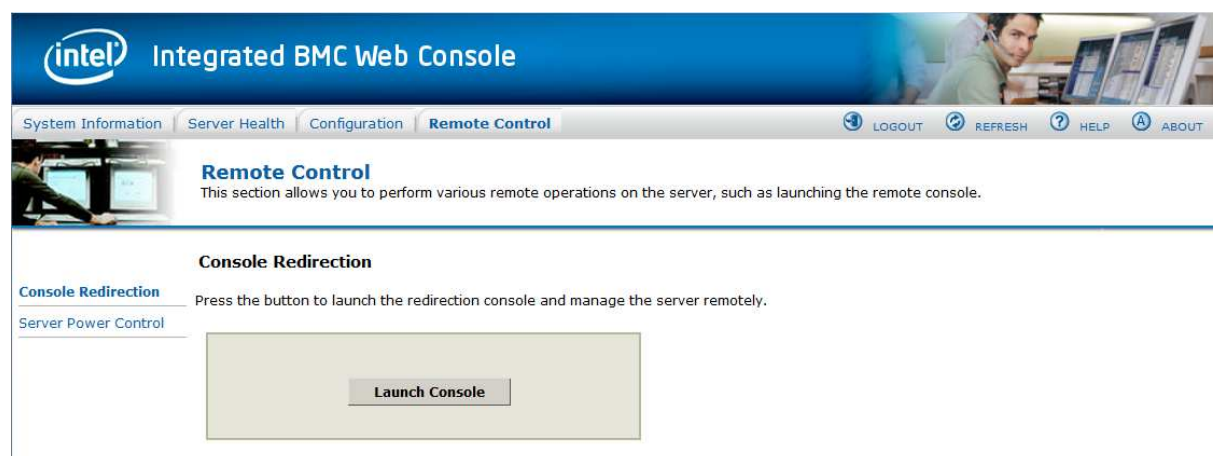 intel Integrated BMC Web Console
System Information Server Health Configuration Remote Control LOGOUT REFRESH HELP ABOUT
Remote Control
This section allows you to perform various remote operations on the server, such as launching the remote console.
Console Redirection
Server Power Control
Console Redirection
Press the button to launch the redirection console and manage the server remotely.
Launch Console